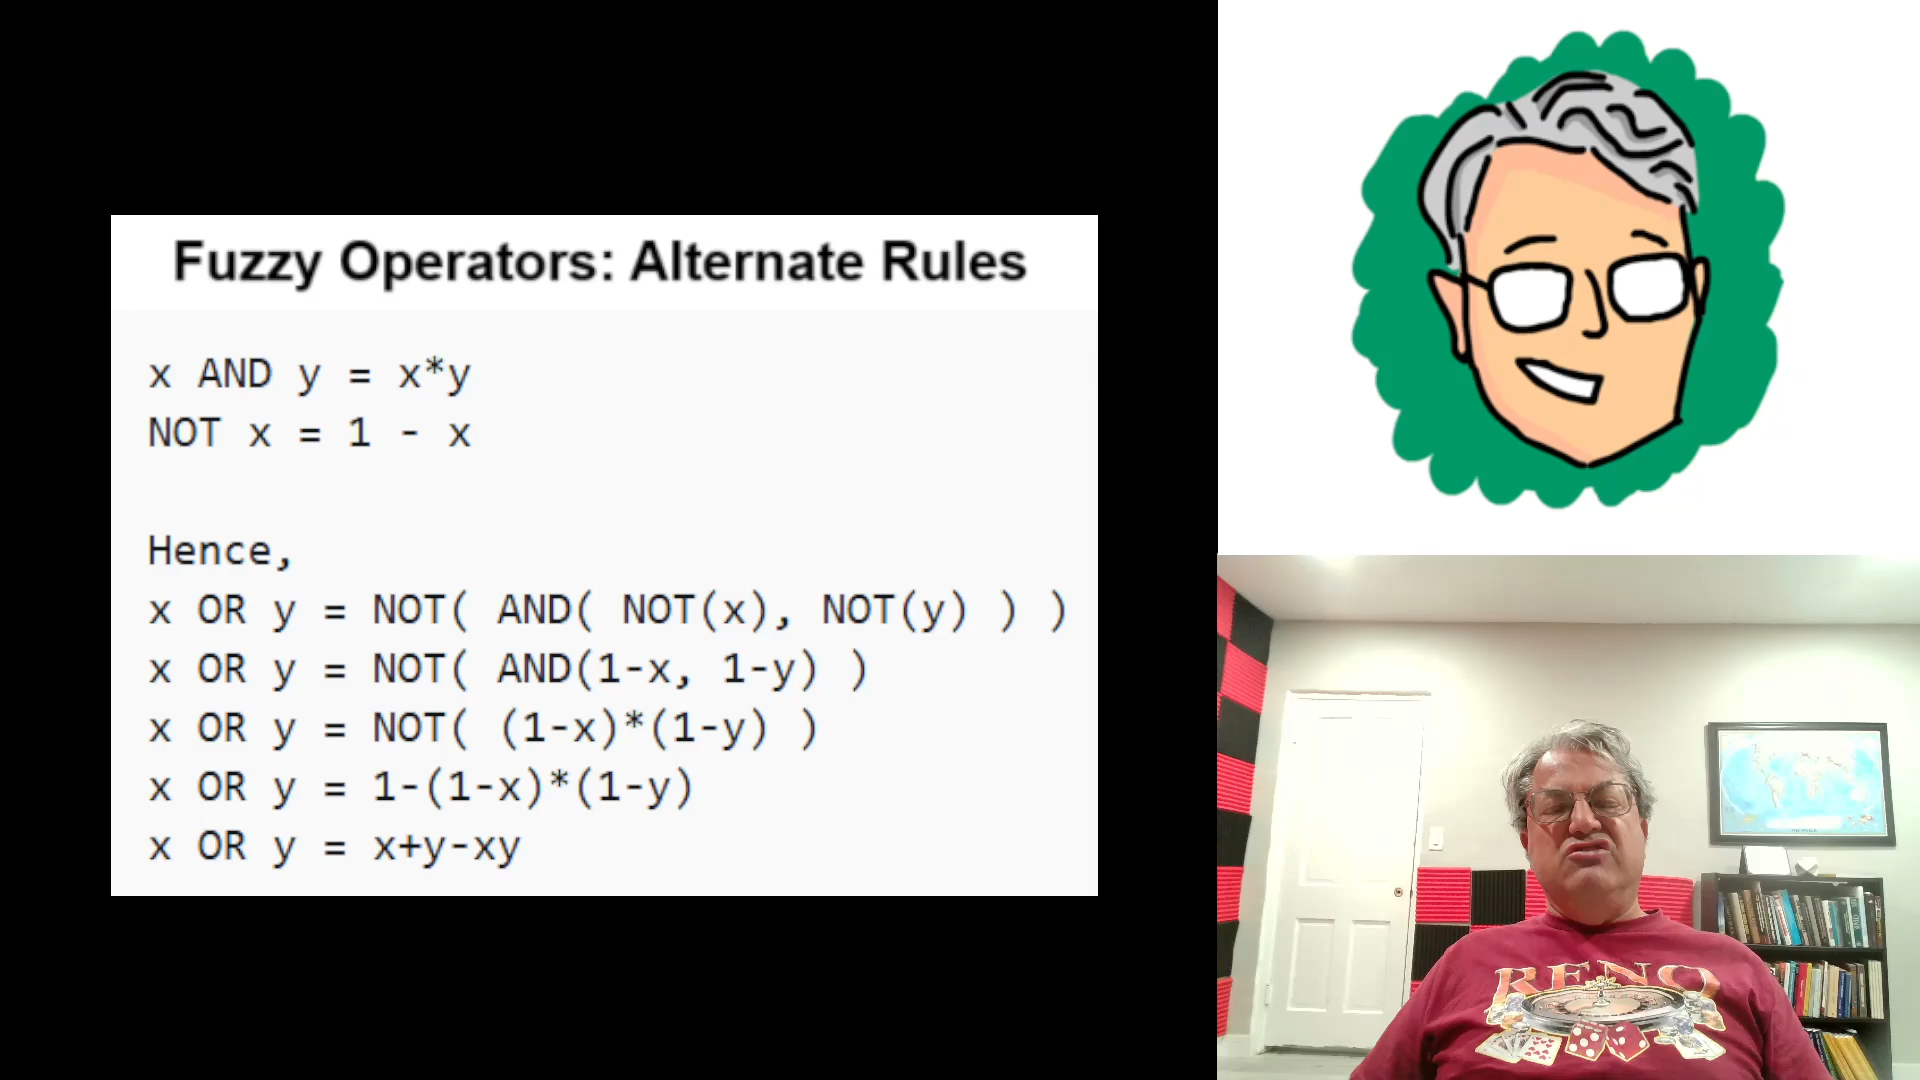 Fuzzy Operators: Alternate Rules
x AND y = x*y
NOT x = 1 - x
Hence,
x OR y = NOT( AND( NOT(x), NOT(y) ) )
x OR y = NOT( AND(1-x, 1-y) )
x OR y = NOT( (1-x)*(1-y) )
x OR y = 1-(1-x)*(1-y)
x OR y = x+y-xy
RENO